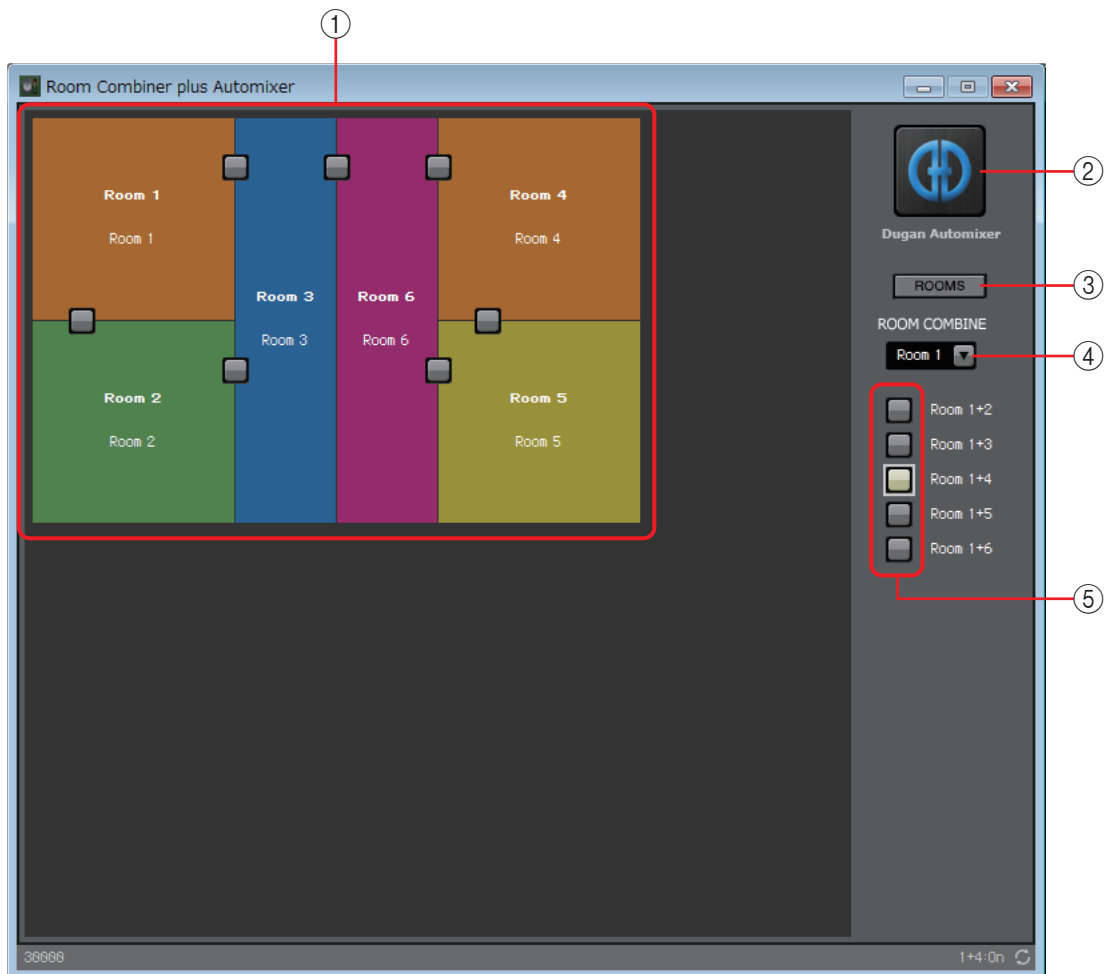 ①
Room Combiner plus Automixer
Room 1
Room 1
Room 4
Room 4
②
Dugan Automixer
Room 3
Room 3
Room 6
Room 6
ROOMS
③
ROOM COMBINE
Room 1
④
Room 2
Room 2
Room 5
Room 5
Room 1+2
Room 1+3
Room 1+4
Room 1+5
Room 1+6
⑤
30000
1+4:On